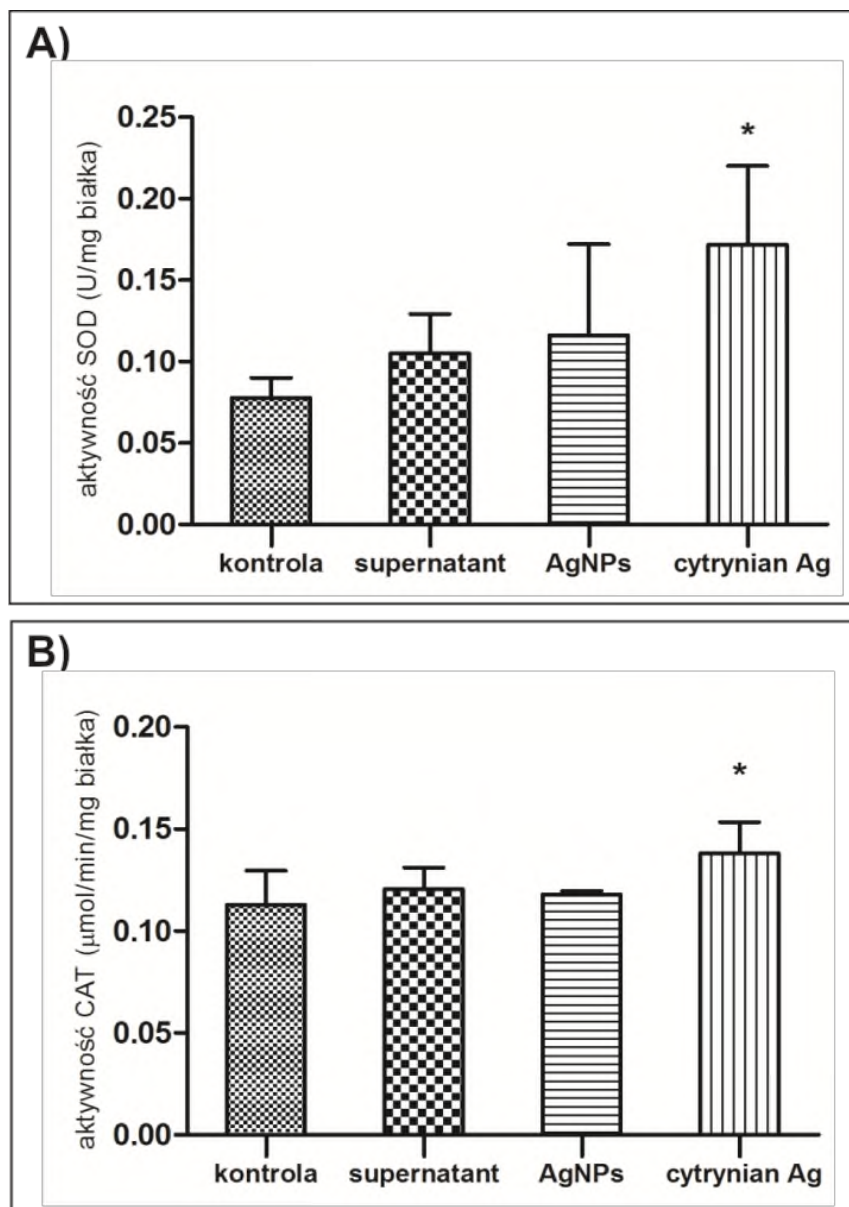 A)
aktywność SOD (U/mg białka)
0.25
0.20
0.15
0.10
0.05
0.00
*
kontrola supernatant AgNPs cytrynian Ag
B)
aktywność CAT (μmol/min/mg białka)
0.20
0.15
0.10
0.05
0.00
*
kontrola supernatant AgNPs cytrynian Ag